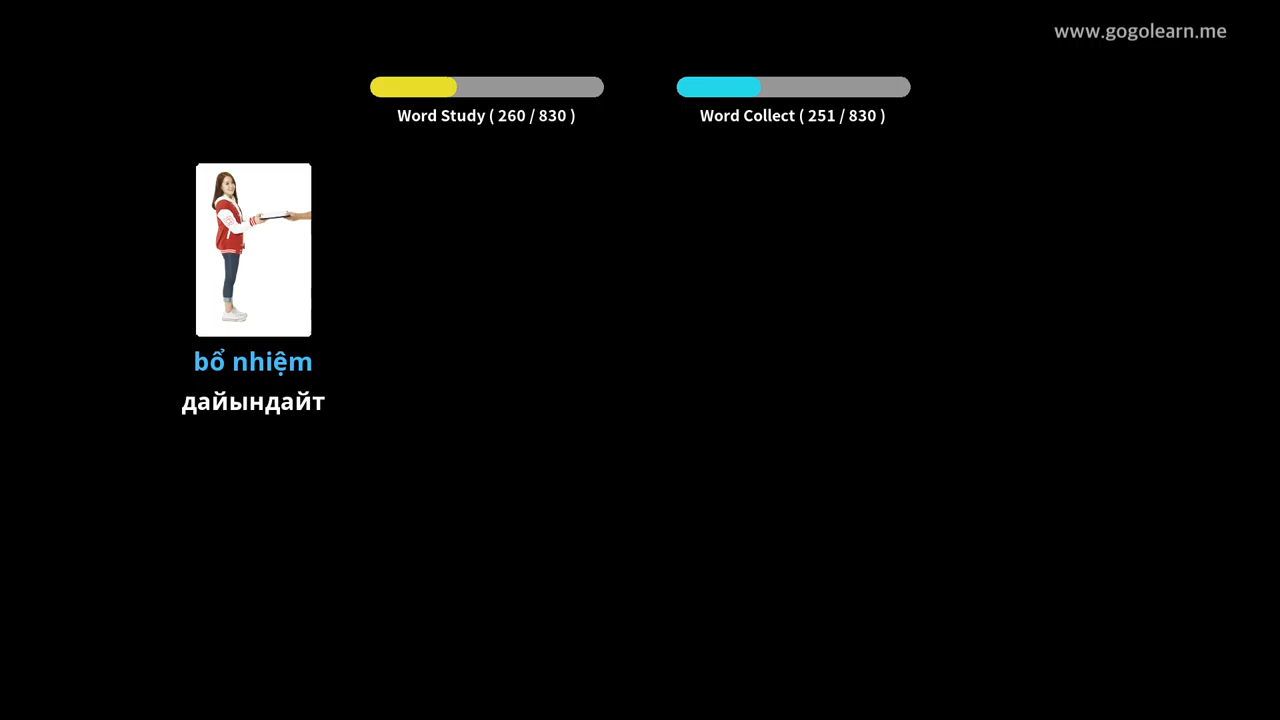 www.gogolearn.me
Word Study ( 260 / 830 )
Word Collect ( 251 / 830 )
bổ nhiệm
дайындайт